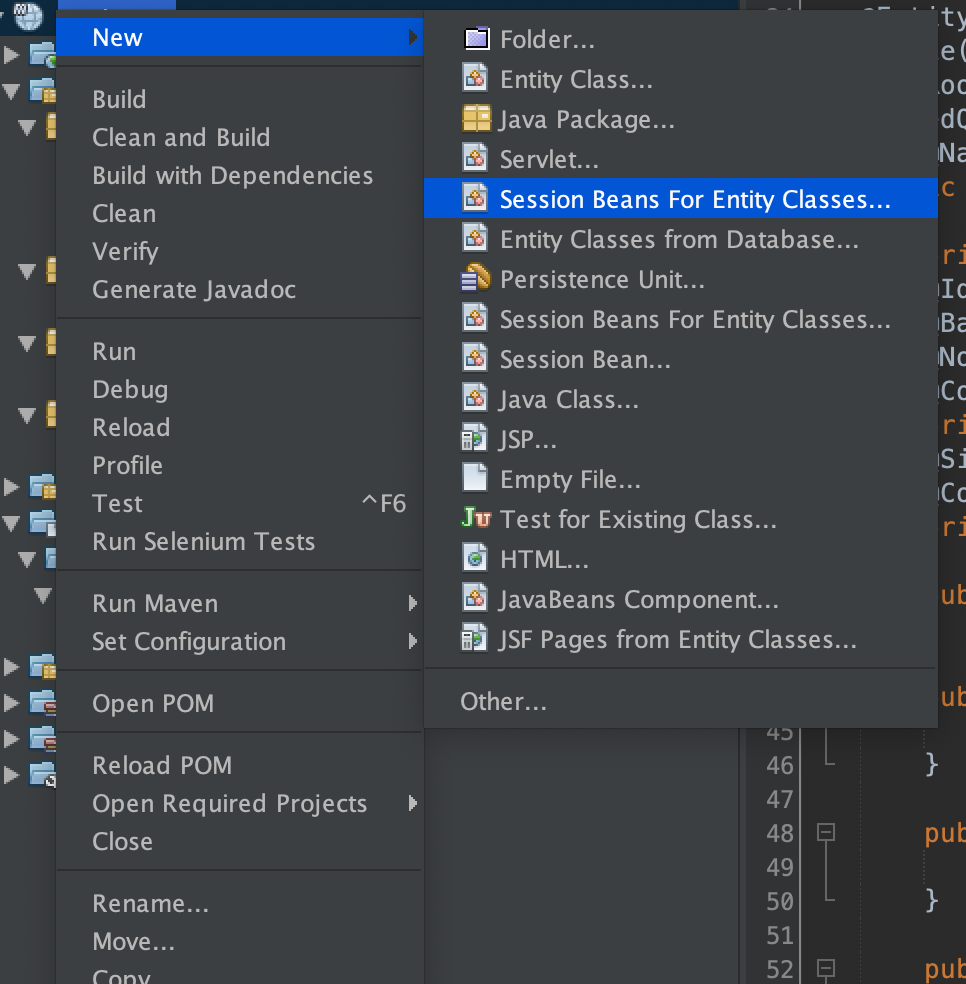 New
Build
Clean and Build
Build with Dependencies
Clean
Verify
Generate Javadoc
Run
Debug
Reload
Profile
Test ^F6
Run Selenium Tests
Run Maven
Set Configuration
Open POM
Reload POM
Open Required Projects
Close
Rename...
Move...
Copy
Folder...
Entity Class...
Java Package...
Servlet...
Session Beans For Entity Classes...
Entity Classes from Database...
Persistence Unit...
Session Beans For Entity Classes...
Session Bean...
Java Class...
JSP...
Empty File...
Test for Existing Class...
HTML...
JavaBeans Component...
JSF Pages from Entity Classes...
Other...
45
46 }
47
48 pub
49
50 }
51
52 pub